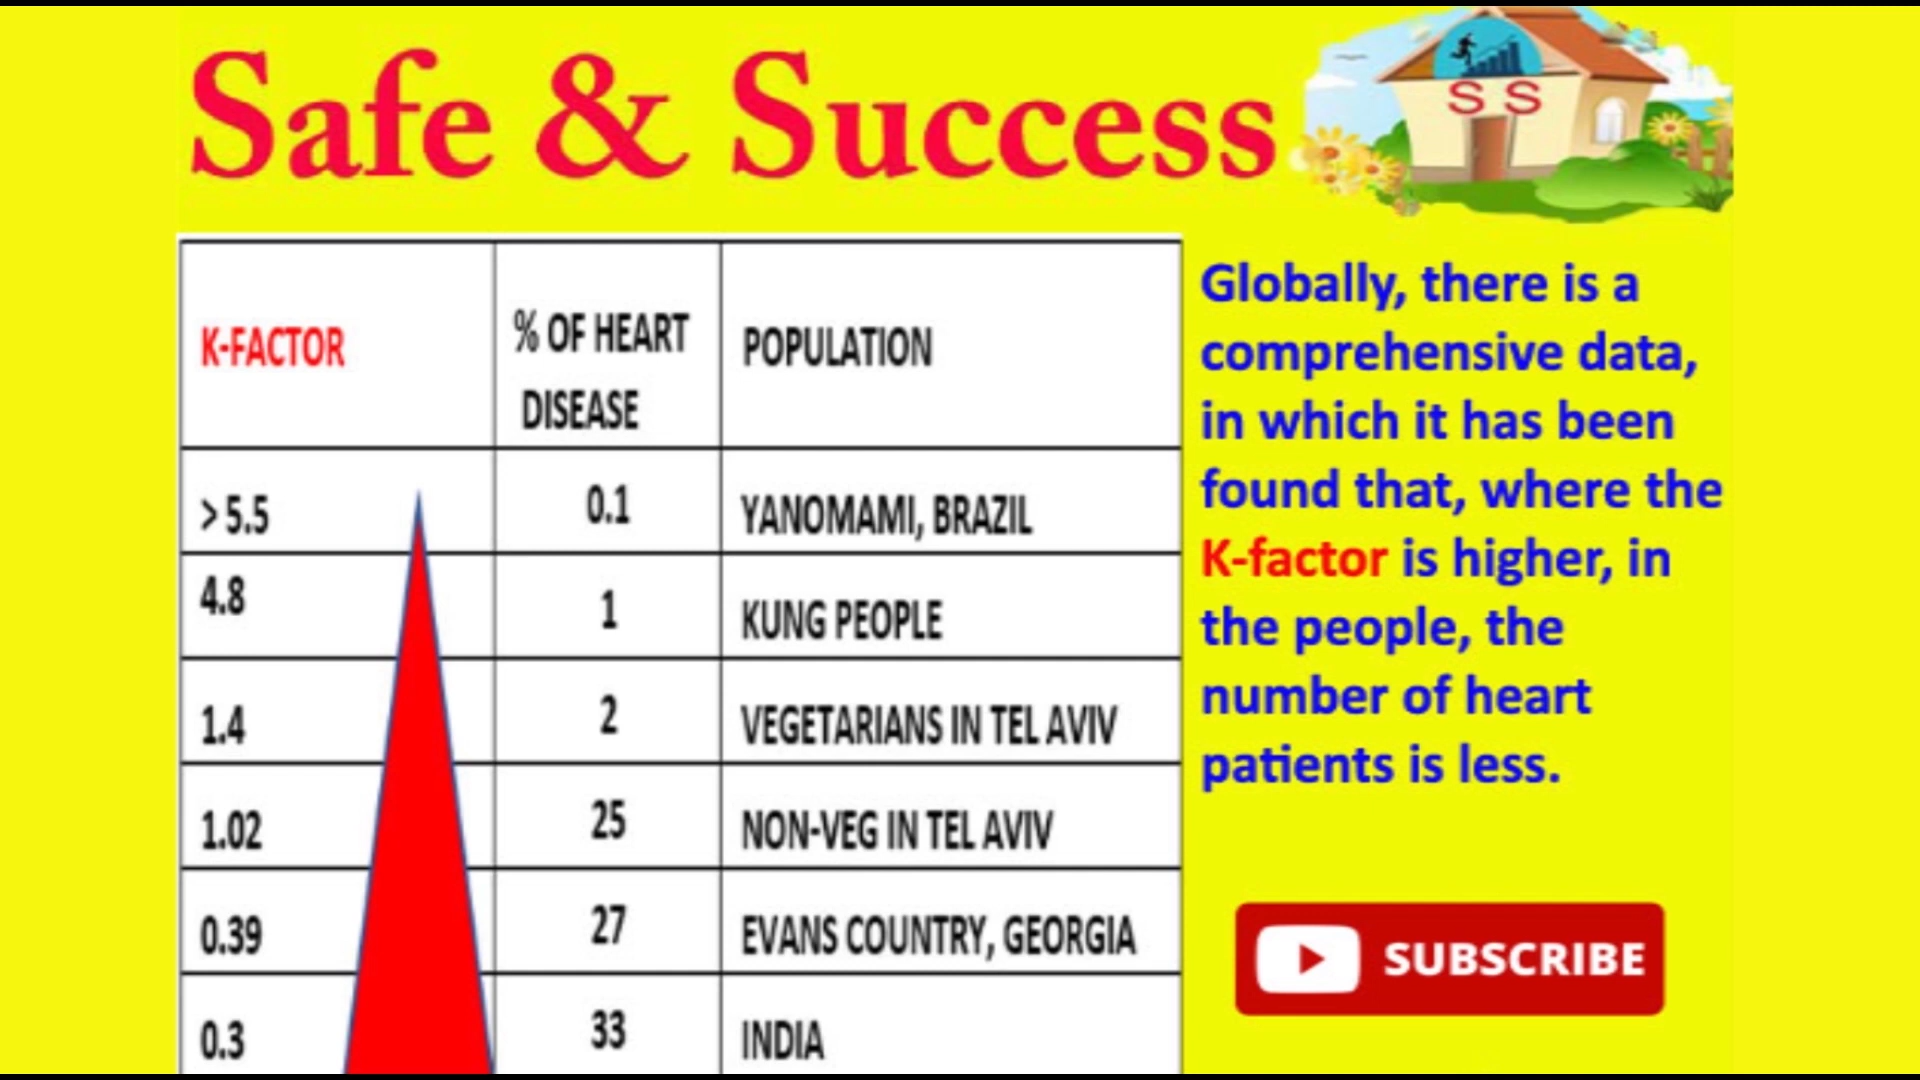 Safe & Success
S S
K-FACTOR
% OF HEART
DISEASE
POPULATION
> 5.5
0.1
YANOMAMI, BRAZIL
4.8
1
KUNG PEOPLE
1.4
2
VEGETARIANS IN TEL AVIV
1.02
25
NON-VEG IN TEL AVIV
0.39
27
EVANS COUNTRY, GEORGIA
0.3
33
INDIA
Globally, there is a
comprehensive data,
in which it has been
found that, where the
K-factor is higher, in
the people, the
number of heart
patients is less.
SUBSCRIBE